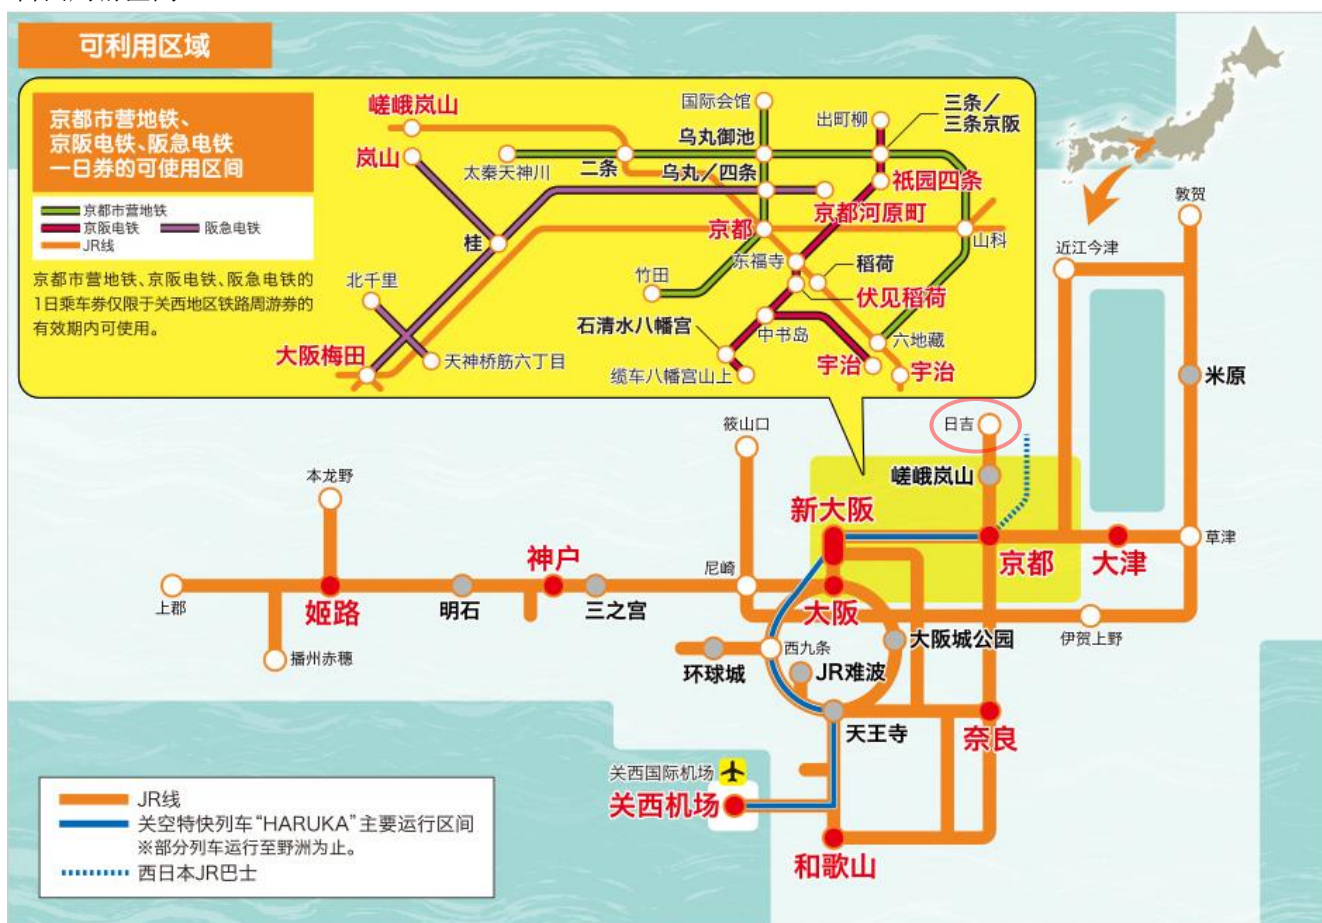 可利用区域
京都市营地铁、
京阪电铁、阪急电铁
一日券的可使用区间
京都市营地铁
京阪电铁
阪急电铁
JR线
京都市营地铁、京阪电铁、阪急电铁的
1日乘车券仅限于关西地区铁路周游券的
有效期内可使用。
嵯峨岚山
岚山
太秦天神川
二条
国际会馆
乌丸御池
乌丸／四条
出町柳
三条／
三条京阪
祇园四条
京都河原町
京都
山科
桂
北千里
竹田
东福寺
稻荷
伏见稻荷
石清水八幡宫
中书岛
六地藏
大阪梅田
天神桥筋六丁目
缆车八幡宫山上
宇治
宇治
敦贺
近江今津
米原
日吉
筱山口
嵯峨岚山
本龙野
新大阪
京都
大津
草津
神户
尼崎
上郡
姬路
明石
三之宫
大阪
伊贺上野
播州赤穗
大阪城公园
西九条
环球城
JR难波
天王寺
奈良
关西国际机场
关西机场
和歌山
JR线
关空特快列车“HARUKA”主要运行区间
※部分列车运行至野洲为止。
西日本JR巴士